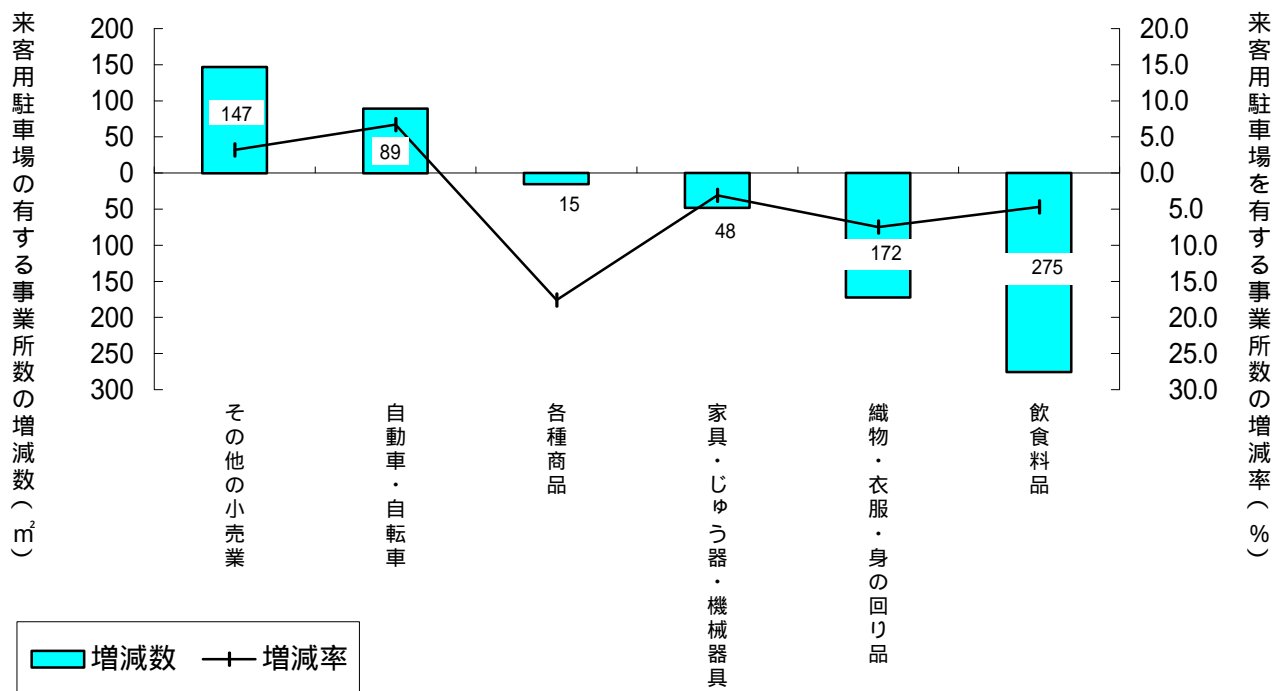 来客用駐車場の有する事業所数の増減数(㎡)
200
150
100
50
0
50
100
150
200
250
300
147
89
15
48
172
275
20.0
15.0
10.0
5.0
0.0
5.0
10.0
15.0
20.0
25.0
30.0
来客用駐車場を有する事業所数の増減率(%)
その他の小売業
自動車・自転車
各種商品
家具・じゅう器・機械器具
織物・衣服・身の回り品
飲食料品
増減数
増減率